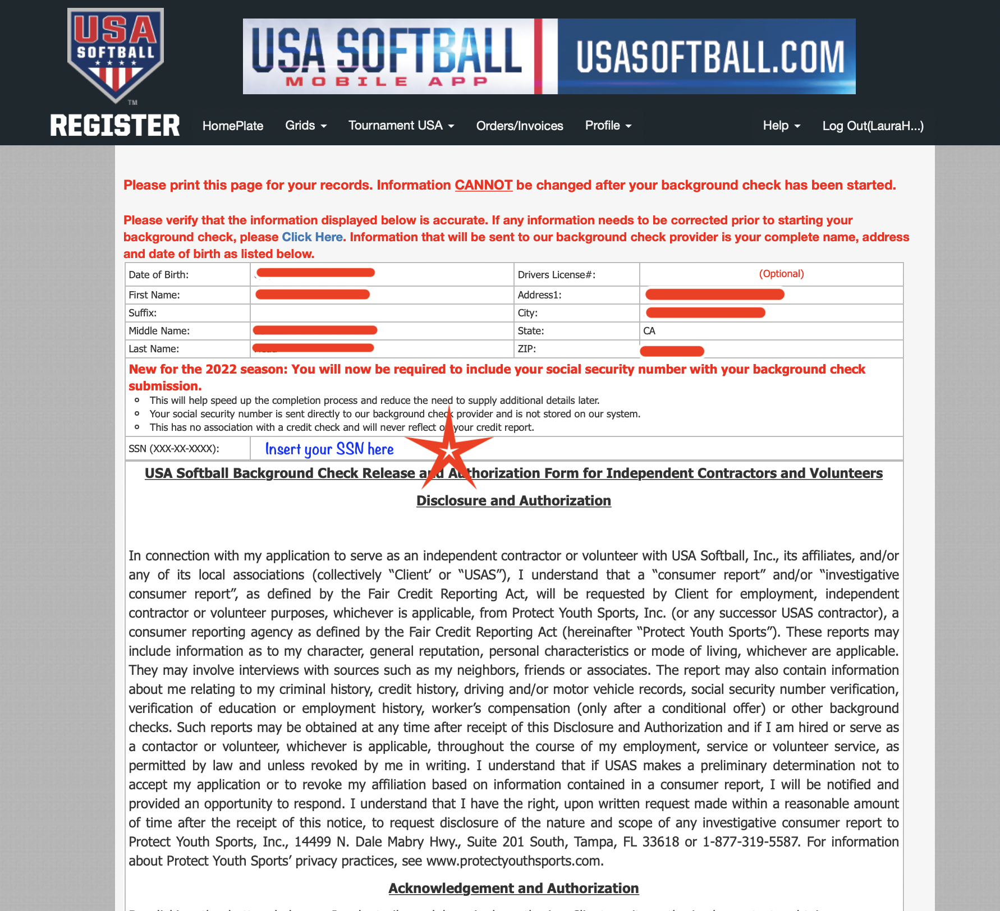 USA
SOFTBALL
TM
USA SOFTBALL
MOBILE APP
USASOFTBALL.COM
REGISTER
HomePlate
Grids
Tournament USA
Orders/Invoices
Profile
Help
Log Out(LauraH...)
Please print this page for your records. Information CANNOT be changed after your background check has been started.
Please verify that the information displayed below is accurate. If any information needs to be corrected prior to starting your
background check, please Click Here. Information that will be sent to our background check provider is your complete name, address
and date of birth as listed below.
Date of Birth:
Drivers License#:
(Optional)
First Name:
Address1:
Suffix:
City:
Middle Name:
State:
CA
Last Name:
ZIP:
New for the 2022 season: You will now be required to include your social security number with your background check
submission.
This will help speed up the completion process and reduce the need to supply additional details later.
Your social security number is sent directly to our background check provider and is not stored on our system.
This has no association with a credit check and will never reflect on your credit report.
SSN (XXX-XX-XXXX):
Insert your SSN here
USA Softball Background Check Release and Authorization Form for Independent Contractors and Volunteers
Disclosure and Authorization
In connection with my application to serve as an independent contractor or volunteer with USA Softball, Inc., its affiliates, and/or
any of its local associations (collectively “Client’ or “USAS”), I understand that a “consumer report” and/or “investigative
consumer report”, as defined by the Fair Credit Reporting Act, will be requested by Client for employment, independent
contractor or volunteer purposes, whichever is applicable, from Protect Youth Sports, Inc. (or any successor USAS contractor), a
consumer reporting agency as defined by the Fair Credit Reporting Act (hereinafter “Protect Youth Sports”). These reports may
include information as to my character, general reputation, personal characteristics or mode of living, whichever are applicable.
They may involve interviews with sources such as my neighbors, friends or associates. The report may also contain information
about me relating to my criminal history, credit history, driving and/or motor vehicle records, social security number verification,
verification of education or employment history, worker’s compensation (only after a conditional offer) or other background
checks. Such reports may be obtained at any time after receipt of this Disclosure and Authorization and if I am hired or serve as
a contactor or volunteer, whichever is applicable, throughout the course of my employment, service or volunteer service, as
permitted by law and unless revoked by me in writing. I understand that if USAS makes a preliminary determination not to
accept my application or to revoke my affiliation based on information contained in a consumer report, I will be notified and
provided an opportunity to respond. I understand that I have the right, upon written request made within a reasonable amount
of time after the receipt of this notice, to request disclosure of the nature and scope of any investigative consumer report to
Protect Youth Sports, Inc., 14499 N. Dale Mabry Hwy., Suite 201 South, Tampa, FL 33618 or 1-877-319-5587. For information
about Protect Youth Sports’ privacy practices, see www.protectyouthsports.com.
Acknowledgement and Authorization